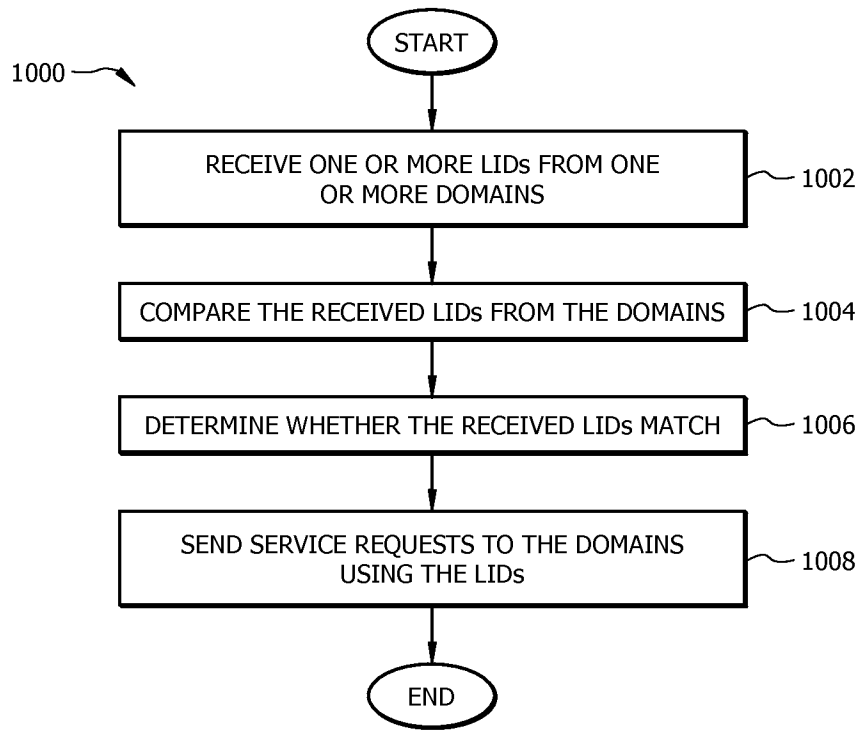 START
1000
RECEIVE ONE OR MORE LIDs FROM ONE
OR MORE DOMAINS
1002
COMPARE THE RECEIVED LIDs FROM THE DOMAINS
1004
DETERMINE WHETHER THE RECEIVED LIDs MATCH
1006
SEND SERVICE REQUESTS TO THE DOMAINS
USING THE LIDs
1008
END